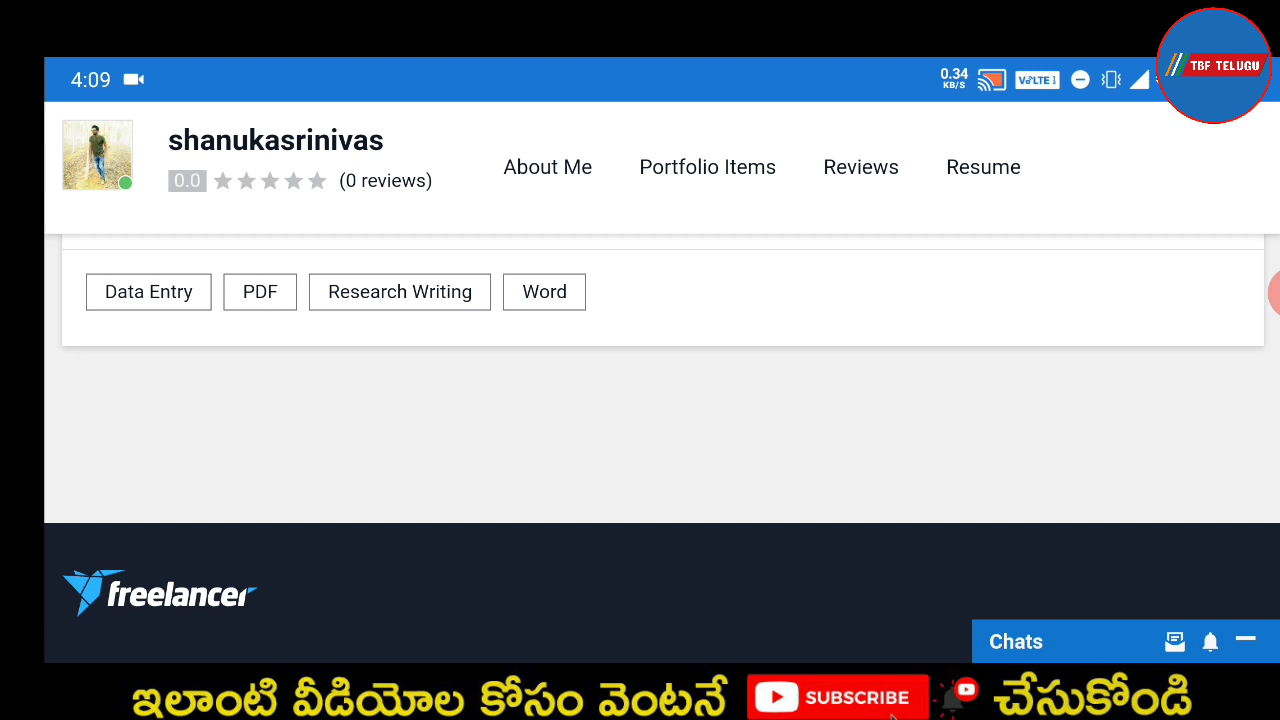 4:09 0.34 KB/S VoLTE
TBF TELUGU
shanukasrinivas
0.0 (0 reviews)
About Me Portfolio Items Reviews Resume
Data Entry PDF Research Writing Word
freelancer
Chats
ఇలాంటి వీడియోల కోసం వెంటనే SUBSCRIBE చేసుకోండి